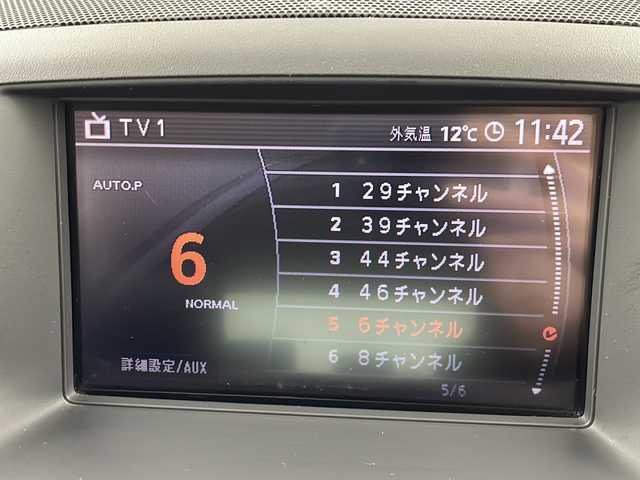 TV1
外気温 12℃ 11:42
AUTO.P
6
NORMAL
1 29チャンネル
2 39チャンネル
3 44チャンネル
4 46チャンネル
5 6チャンネル
6 8チャンネル
詳細設定/AUX
5/6